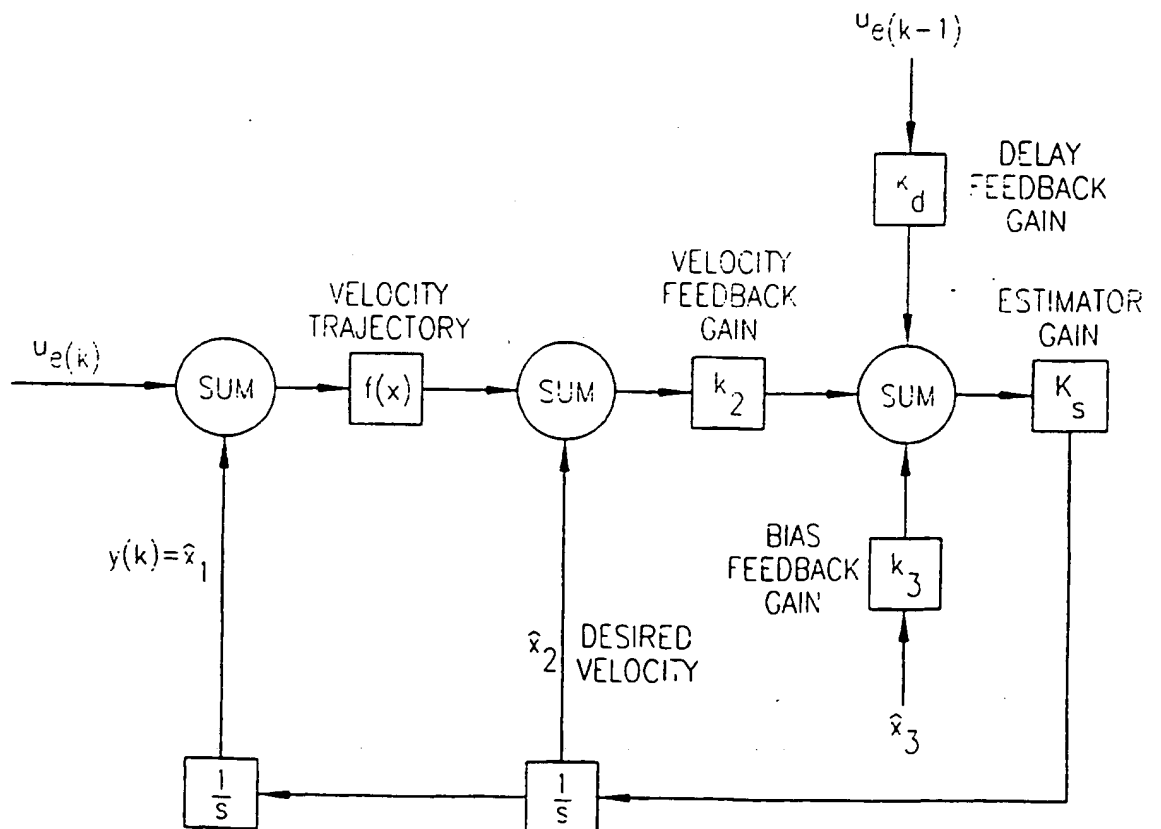 u_e(k-1)
K_d
DELAY
FEEDBACK
GAIN
VELOCITY
FEEDBACK
GAIN
VELOCITY
TRAJECTORY
ESTIMATOR
GAIN
u_e(k)
SUM
f(x)
SUM
k_2
SUM
K_s
y(k)=x̂_1
BIAS
FEEDBACK
GAIN
k_3
x̂_2
DESIRED
VELOCITY
x̂_3
1
s
1
s